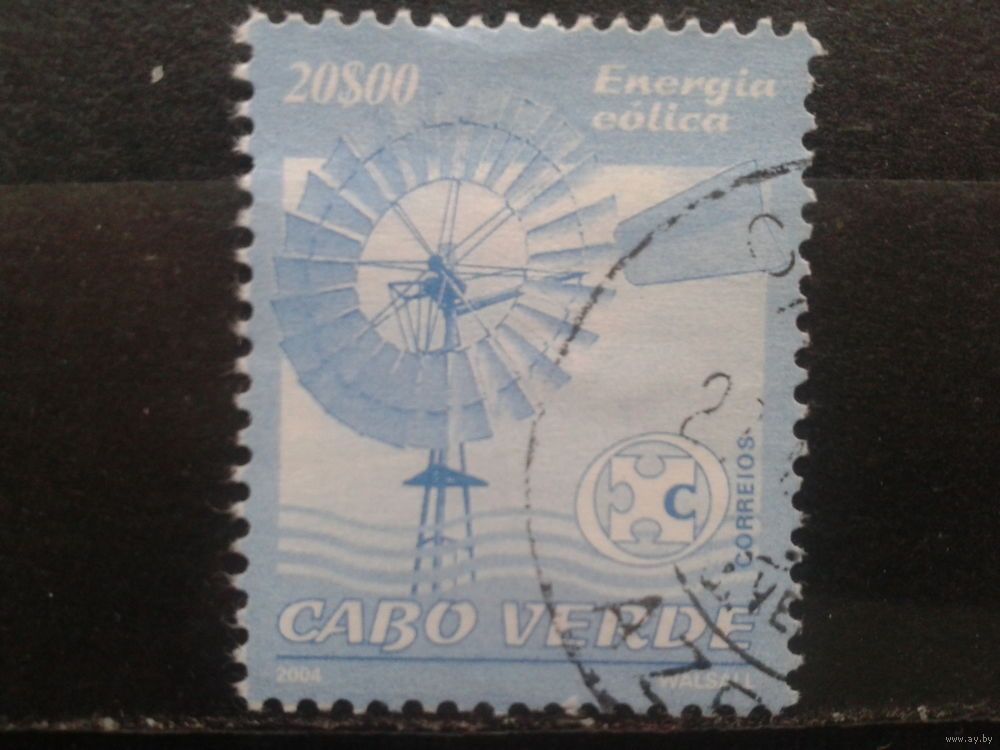 20$00
Energia
eólica
C
CORREIOS
CABO VERDE
2004
WALSALL
www.ay.by